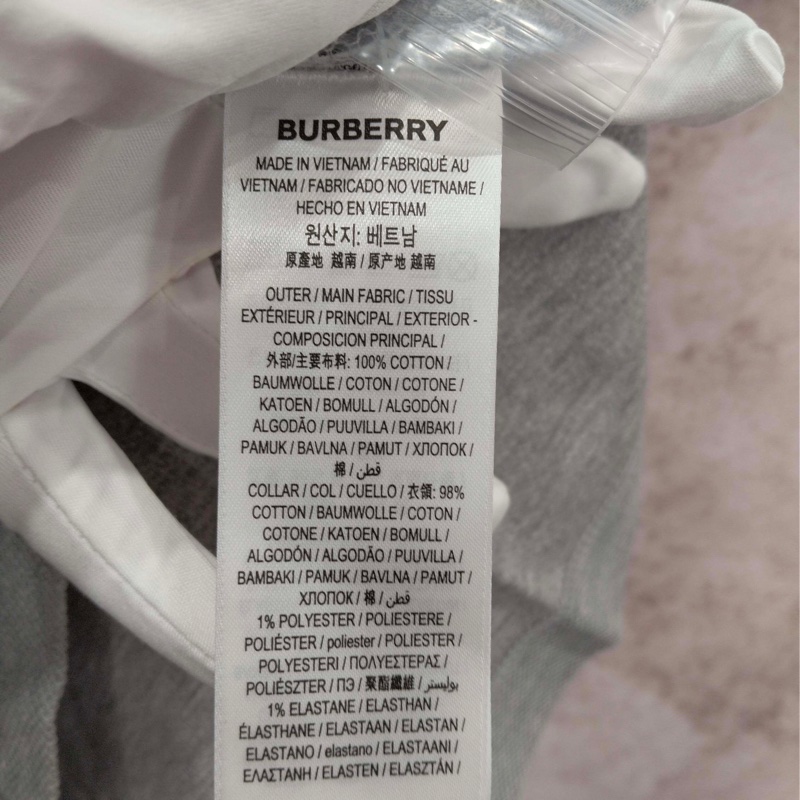 BURBERRY
MADE IN VIETNAM / FABRIQUÉ AU
VIETNAM / FABRICADO NO VIETNAME /
HECHO EN VIETNAM
원산지: 베트남
原產地 越南 / 原产地 越南
OUTER / MAIN FABRIC / TISSU
EXTÉRIEUR / PRINCIPAL / EXTERIOR -
COMPOSICION PRINCIPAL /
外部/主要布料: 100% COTTON /
BAUMWOLLE / COTON / COTONE /
KATOEN / BOMULL / ALGODÓN /
ALGODÃO / PUUVILLA / BAMBAKI /
PAMUK / BAVLNA / PAMUT / ХЛОПОК /
棉 / قطن /
COLLAR / COL / CUELLO / 衣領: 98%
COTTON / BAUMWOLLE / COTON /
COTONE / KATOEN / BOMULL /
ALGODÓN / ALGODÃO / PUUVILLA /
BAMBAKI / PAMUK / BAVLNA / PAMUT /
ХЛОПОК / 棉 / قطن /
1% POLYESTER / POLIESTERE /
POLIÉSTER / poliester / POLIESTER /
POLYESTERI / ΠΟΛΥΕΣΤΕΡΑΣ /
POLIÉSZTER / ПЭ / 聚酯纖維 / بوليستر /
1% ELASTANE / ELASTHAN /
ÉLASTHANE / ELASTAAN / ELASTAN /
ELASTANO / elastano / ELASTAANI /
ΕΛΑΣΤΑΝΗ / ELASTEN / ELASZTÁN /